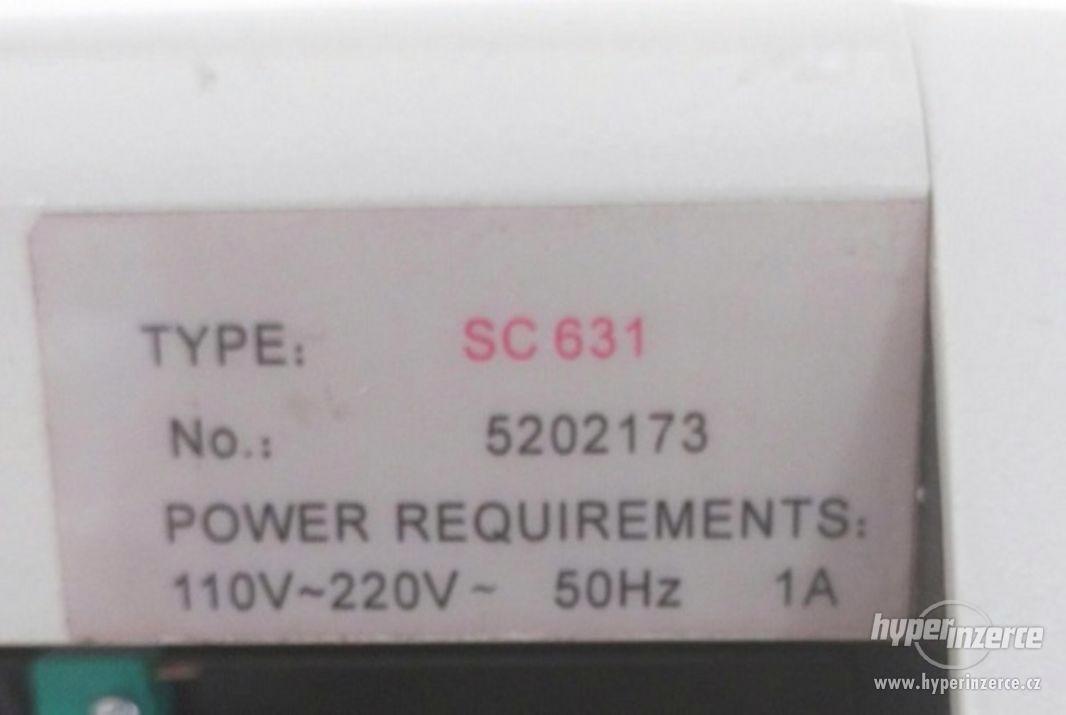 TYPE: SC 631
No.: 5202173
POWER REQUIREMENTS:
110V~220V~ 50Hz 1A
hyperinzerce
www.hyperinzerce.cz